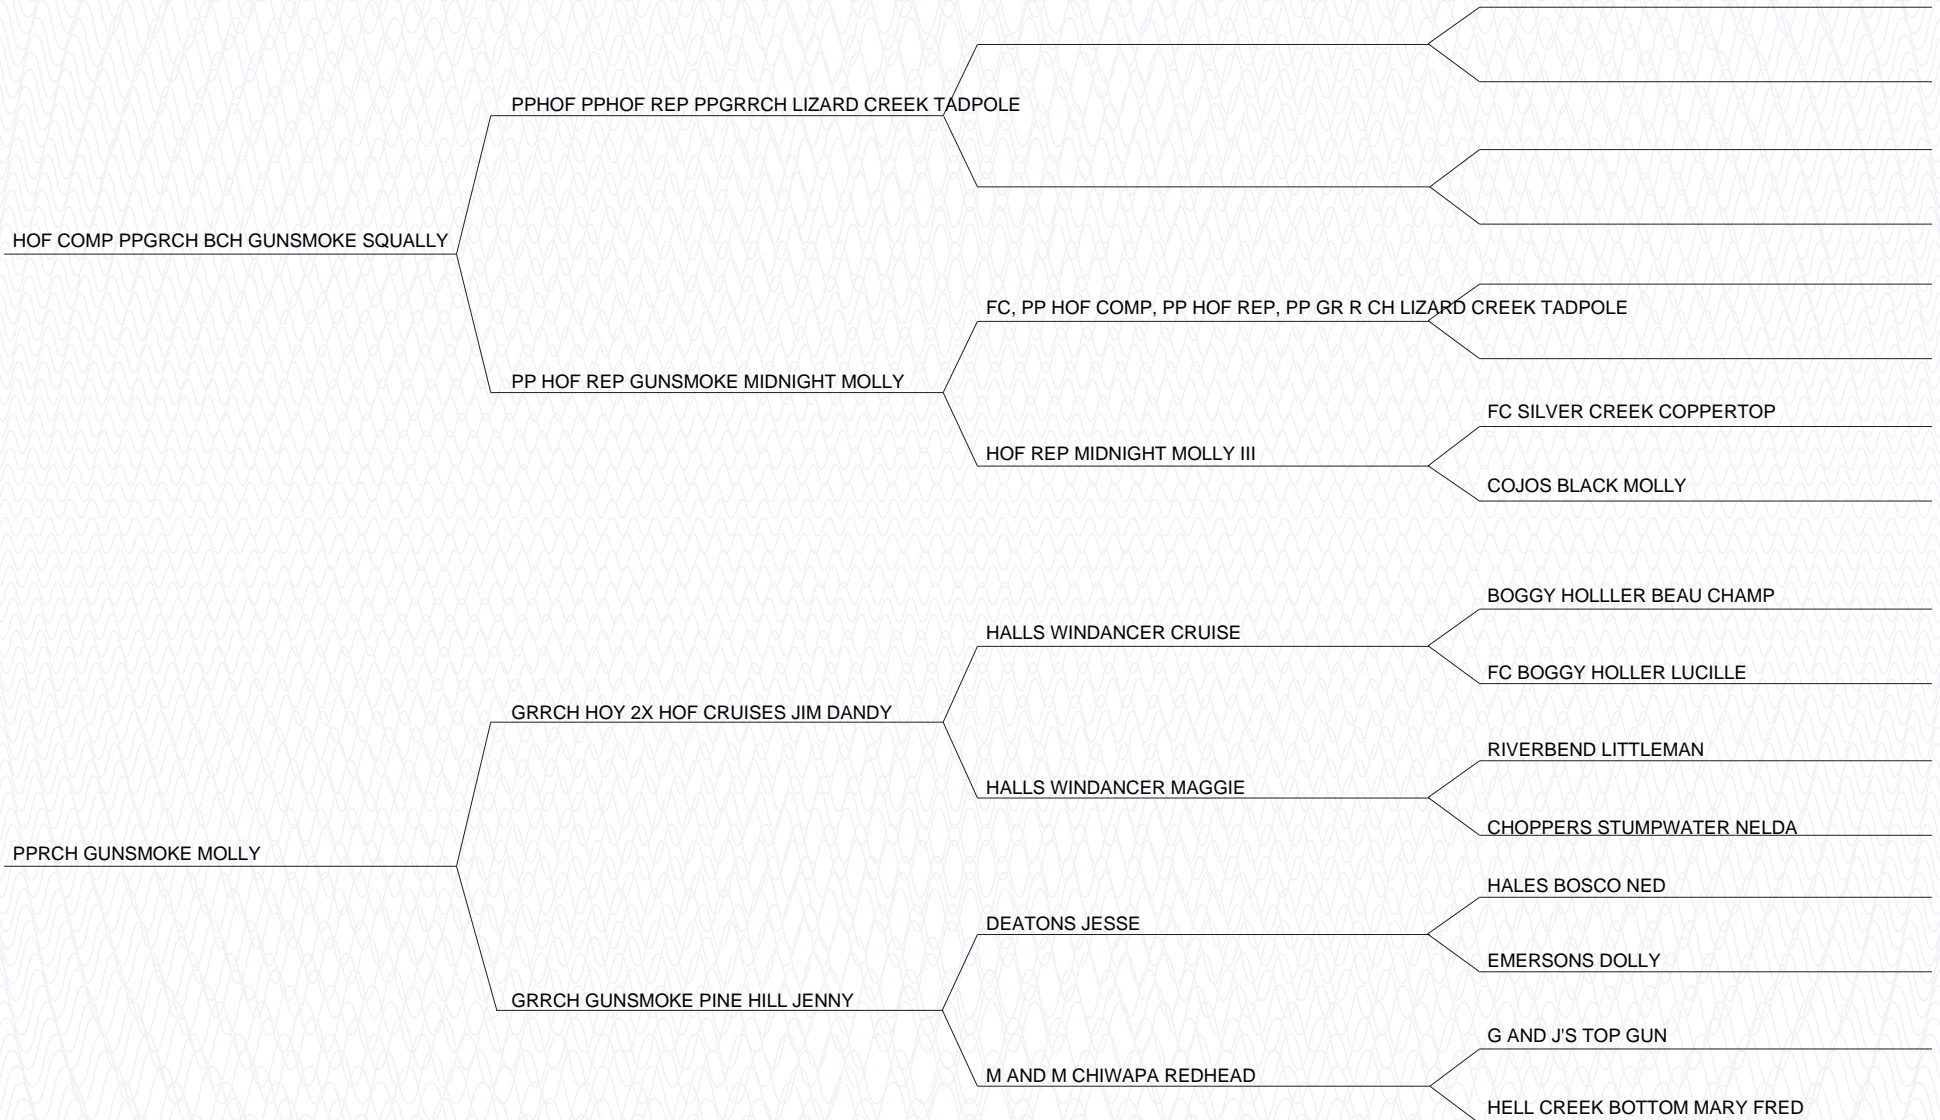 PPHOF PPHOF REP PPGRRCH LIZARD CREEK TADPOLE
HOF COMP PPGRCH BCH GUNSMOKE SQUALLY
FC, PP HOF COMP, PP HOF REP, PP GR R CH LIZARD CREEK TADPOLE
PP HOF REP GUNSMOKE MIDNIGHT MOLLY
FC SILVER CREEK COPPERTOP
HOF REP MIDNIGHT MOLLY III
COJOS BLACK MOLLY
BOGGY HOLLLER BEAU CHAMP
HALLS WINDANCER CRUISE
FC BOGGY HOLLER LUCILLE
GRRCH HOY 2X HOF CRUISES JIM DANDY
RIVERBEND LITTLEMAN
HALLS WINDANCER MAGGIE
CHOPPERS STUMPWATER NELDA
PPRCH GUNSMOKE MOLLY
HALES BOSCO NED
DEATONS JESSE
EMERSONS DOLLY
GRRCH GUNSMOKE PINE HILL JENNY
G AND J'S TOP GUN
M AND M CHIWAPA REDHEAD
HELL CREEK BOTTOM MARY FRED